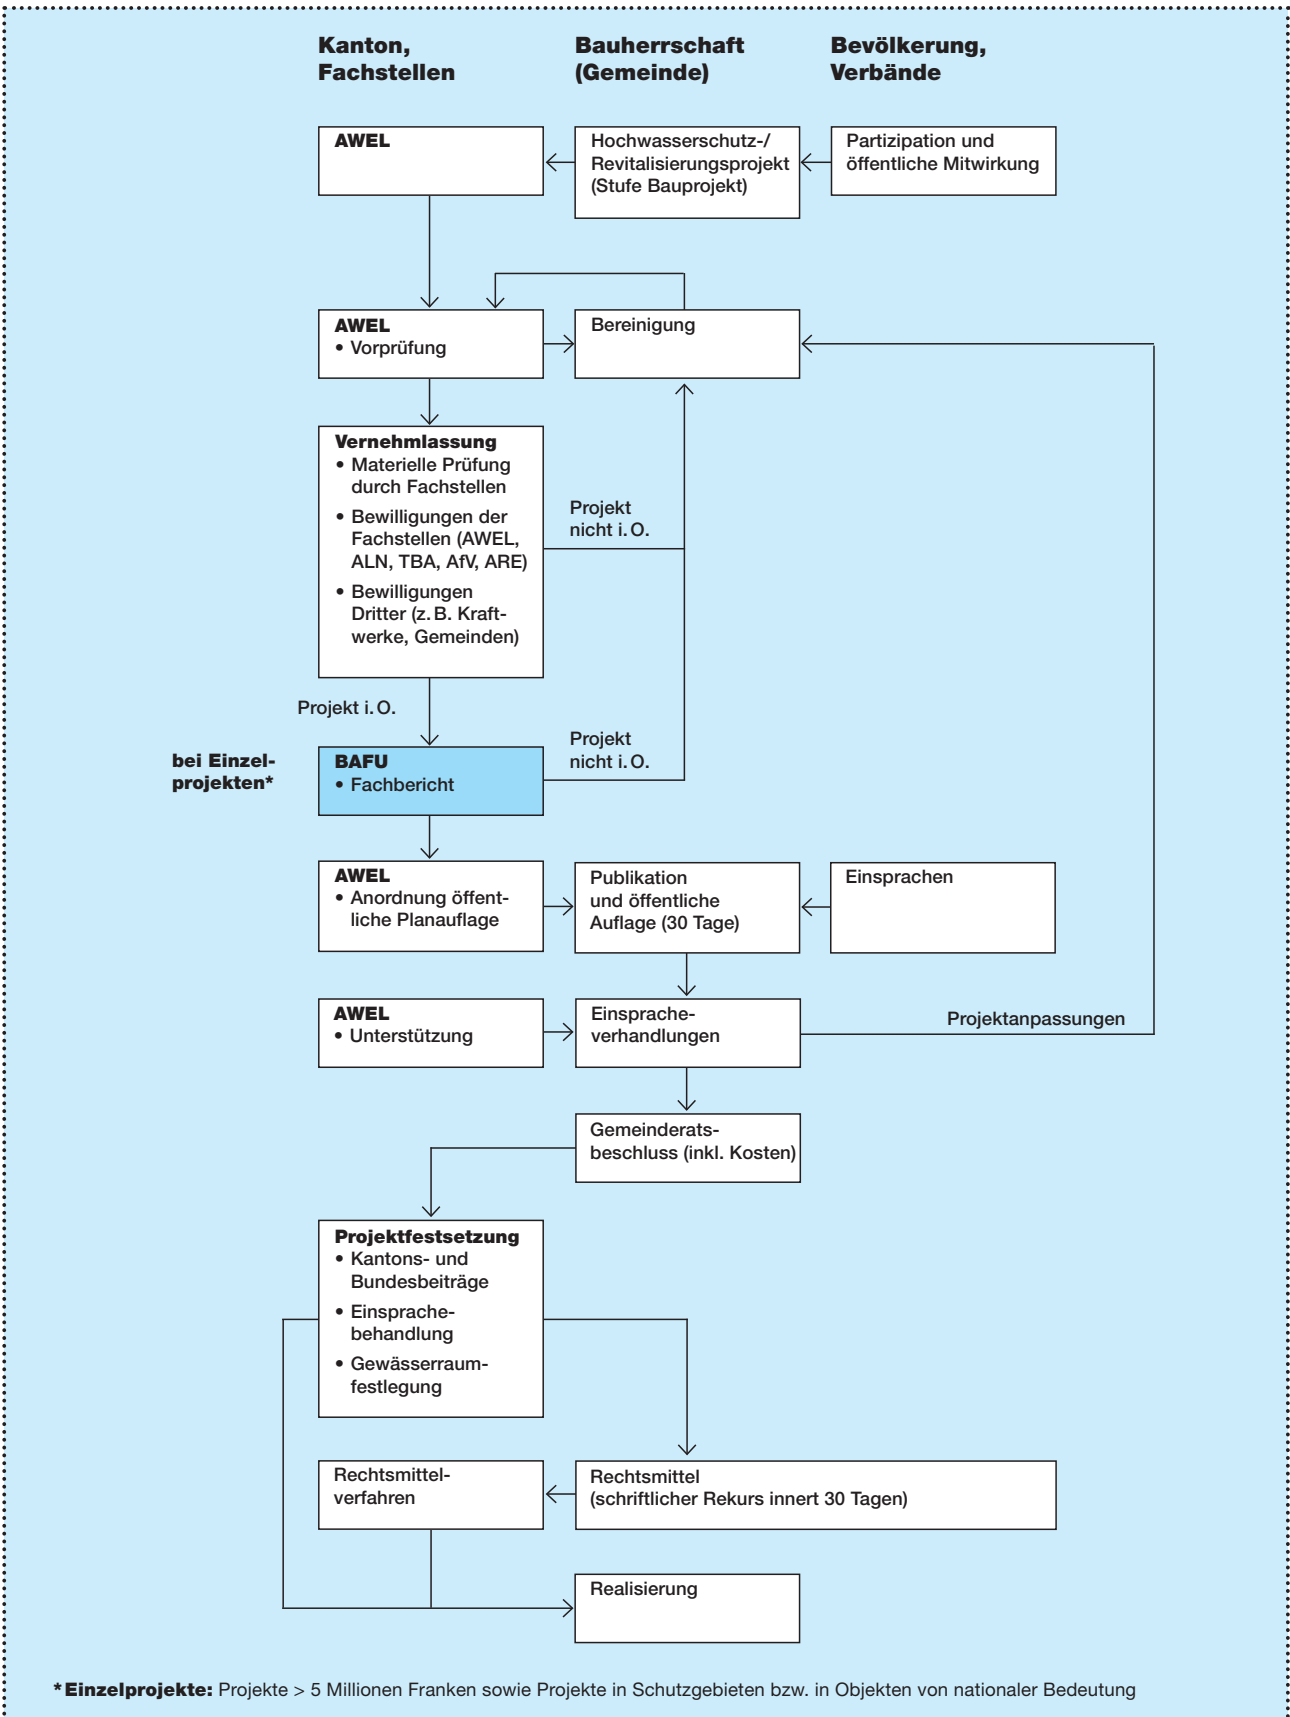 Kanton,
Fachstellen
Bauherrschaft
(Gemeinde)
Bevölkerung,
Verbände
AWEL
Hochwasserschutz-/
Revitalisierungsprojekt
(Stufe Bauprojekt)
Partizipation und
öffentliche Mitwirkung
AWEL
• Vorprüfung
Bereinigung
Vernehmlassung
• Materielle Prüfung
durch Fachstellen
• Bewilligungen der
Fachstellen (AWEL,
ALN, TBA, AfV, ARE)
• Bewilligungen
Dritter (z. B. Kraft-
werke, Gemeinden)
Projekt
nicht i. O.
Projekt i. O.
bei Einzel-
projekten*
BAFU
• Fachbericht
Projekt
nicht i. O.
AWEL
• Anordnung öffent-
liche Planauflage
Publikation
und öffentliche
Auflage (30 Tage)
Einsprachen
AWEL
• Unterstützung
Einsprache-
verhandlungen
Projektanpassungen
Gemeinderats-
beschluss (inkl. Kosten)
Projektfestsetzung
• Kantons- und
Bundesbeiträge
• Einsprache-
behandlung
• Gewässerraum-
festlegung
Rechtsmittel-
verfahren
Rechtsmittel
(schriftlicher Rekurs innert 30 Tagen)
Realisierung
* Einzelprojekte: Projekte > 5 Millionen Franken sowie Projekte in Schutzgebieten bzw. in Objekten von nationaler Bedeutung